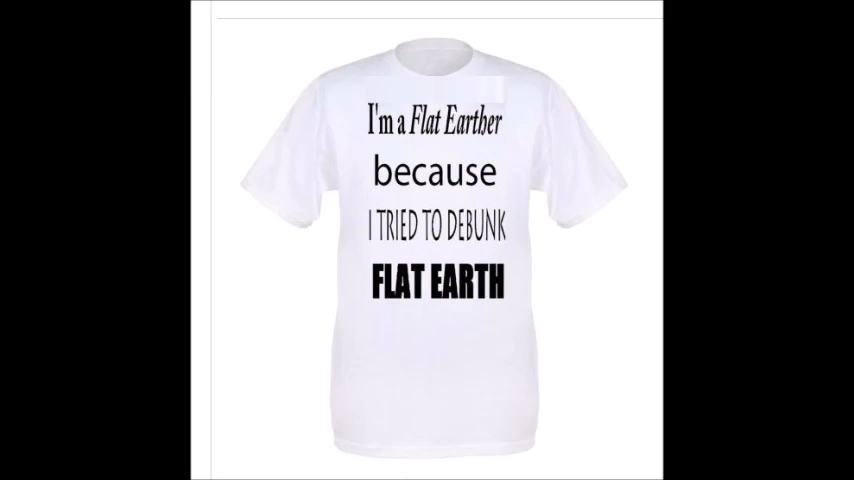 I'm a Flat Earther
because
I TRIED TO DEBUNK
FLAT EARTH